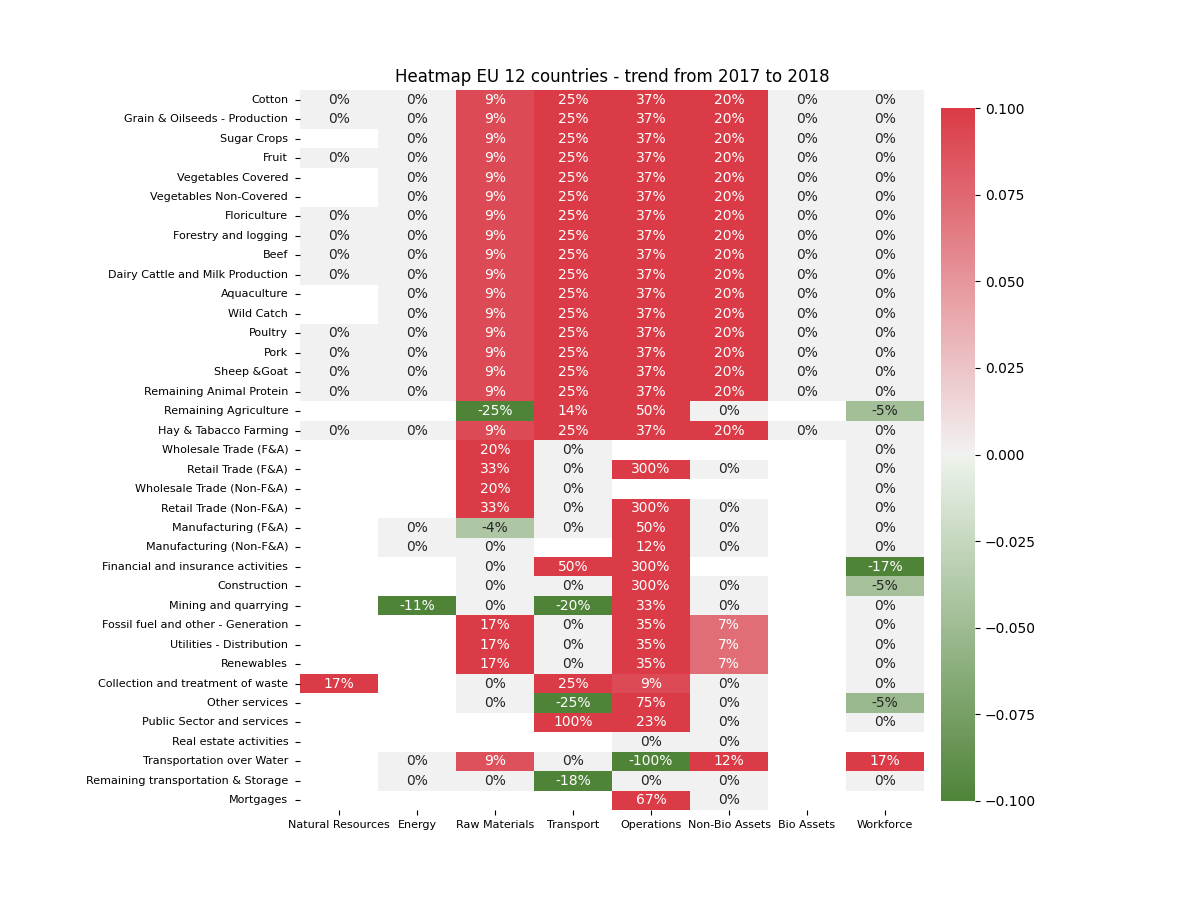 Heatmap EU 12 countries - trend from 2017 to 2018
Cotton 0% 0% 9% 25% 37% 20% 0% 0%
Grain & Oilseeds - Production 0% 0% 9% 25% 37% 20% 0% 0%
Sugar Crops 0% 9% 25% 37% 20% 0% 0%
Fruit 0% 0% 9% 25% 37% 20% 0% 0%
Vegetables Covered 0% 9% 25% 37% 20% 0% 0%
Vegetables Non-Covered 0% 9% 25% 37% 20% 0% 0%
Floriculture 0% 0% 9% 25% 37% 20% 0% 0%
Forestry and logging 0% 0% 9% 25% 37% 20% 0% 0%
Beef 0% 0% 9% 25% 37% 20% 0% 0%
Dairy Cattle and Milk Production 0% 0% 9% 25% 37% 20% 0% 0%
Aquaculture 0% 9% 25% 37% 20% 0% 0%
Wild Catch 0% 9% 25% 37% 20% 0% 0%
Poultry 0% 0% 9% 25% 37% 20% 0% 0%
Pork 0% 0% 9% 25% 37% 20% 0% 0%
Sheep &Goat 0% 0% 9% 25% 37% 20% 0% 0%
Remaining Animal Protein 0% 0% 9% 25% 37% 20% 0% 0%
Remaining Agriculture -25% 14% 50% 0% -5%
Hay & Tabacco Farming 0% 0% 9% 25% 37% 20% 0% 0%
Wholesale Trade (F&A) 20% 0% 0%
Retail Trade (F&A) 33% 0% 300% 0% 0%
Wholesale Trade (Non-F&A) 20% 0% 0%
Retail Trade (Non-F&A) 33% 0% 300% 0% 0%
Manufacturing (F&A) 0% -4% 0% 50% 0% 0%
Manufacturing (Non-F&A) 0% 0% 12% 0% 0%
Financial and insurance activities 0% 50% 300% -17%
Construction 0% 0% 300% 0% -5%
Mining and quarrying -11% 0% -20% 33% 0% 0%
Fossil fuel and other - Generation 17% 0% 35% 7% 0%
Utilities - Distribution 17% 0% 35% 7% 0%
Renewables 17% 0% 35% 7% 0%
Collection and treatment of waste 17% 0% 25% 9% 0% 0%
Other services 0% -25% 75% 0% -5%
Public Sector and services 100% 23% 0% 0%
Real estate activities 0% 0%
Transportation over Water 0% 9% 0% -100% 12% 17%
Remaining transportation & Storage 0% 0% -18% 0% 0% 0%
Mortgages 67% 0%
Natural Resources Energy Raw Materials Transport Operations Non-Bio Assets Bio Assets Workforce
0.100
0.075
0.050
0.025
0.000
−0.025
−0.050
−0.075
−0.100